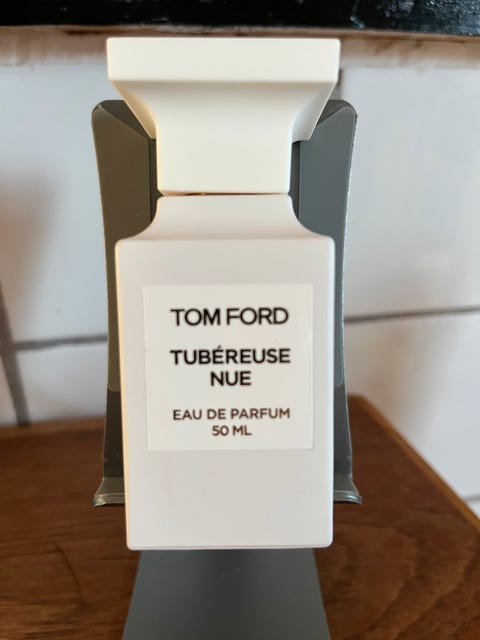 TOM FORD
TUBÉREUSE
NUE
EAU DE PARFUM
50 ML